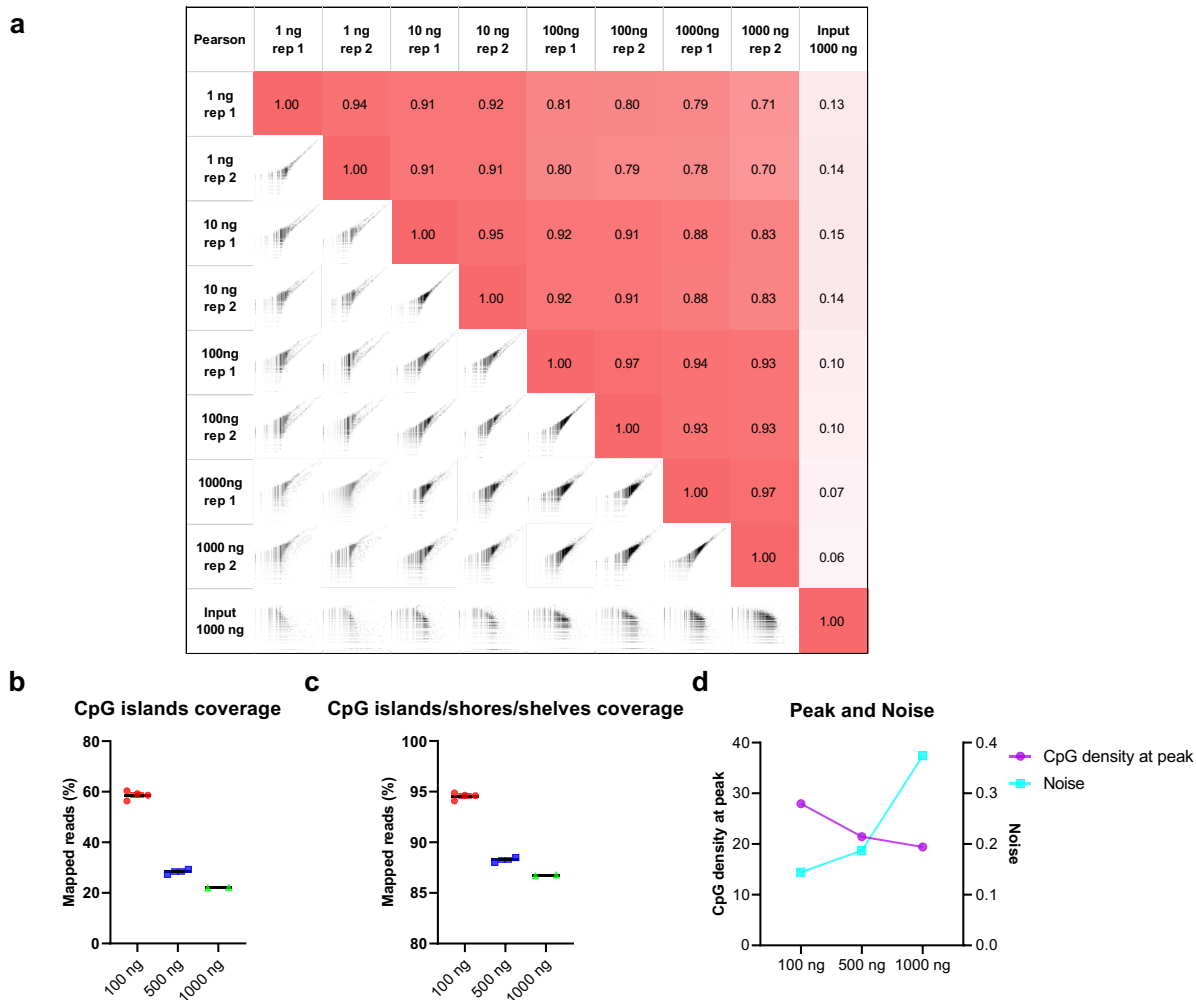 a
Pearson 1 ng rep 1 1 ng rep 2 10 ng rep 1 10 ng rep 2 100ng rep 1 100ng rep 2 1000ng rep 1 1000 ng rep 2 Input 1000 ng
1 ng rep 1 1.00 0.94 0.91 0.92 0.81 0.80 0.79 0.71 0.13
1 ng rep 2 1.00 0.91 0.91 0.80 0.79 0.78 0.70 0.14
10 ng rep 1 1.00 0.95 0.92 0.91 0.88 0.83 0.15
10 ng rep 2 1.00 0.92 0.91 0.88 0.83 0.14
100ng rep 1 1.00 0.97 0.94 0.93 0.10
100ng rep 2 1.00 0.93 0.93 0.10
1000ng rep 1 1.00 0.97 0.07
1000 ng rep 2 1.00 0.06
Input 1000 ng 1.00
b
CpG islands coverage
Mapped reads (%)
80
60
40
20
0
100 ng
500 ng
1000 ng
c
CpG islands/shores/shelves coverage
Mapped reads (%)
100
95
90
85
80
100 ng
500 ng
1000 ng
d
Peak and Noise
CpG density at peak
40
30
20
10
0
100 ng 500 ng 1000 ng
0.4
0.3
0.2
0.1
0.0
Noise
CpG density at peak
Noise